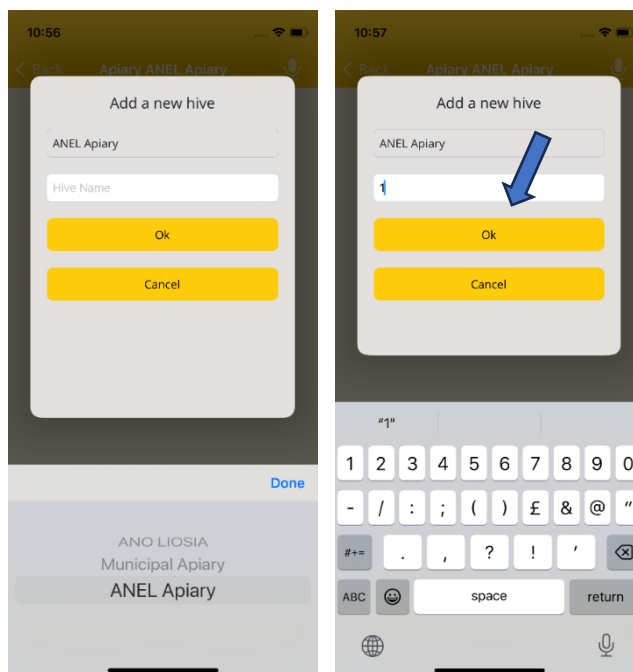 10:56
Back Apiary ANEL Apiary
Add a new hive
ANEL Apiary
Hive Name
Ok
Cancel
Done
ANO LIOSIA
Municipal Apiary
ANEL Apiary
10:57
Back Apiary ANEL Apiary
Add a new hive
ANEL Apiary
1
Ok
Cancel
"1"
1 2 3 4 5 6 7 8 9 0
- / : ; ( ) £ & @ "
#+= . , ? ! '
ABC space return